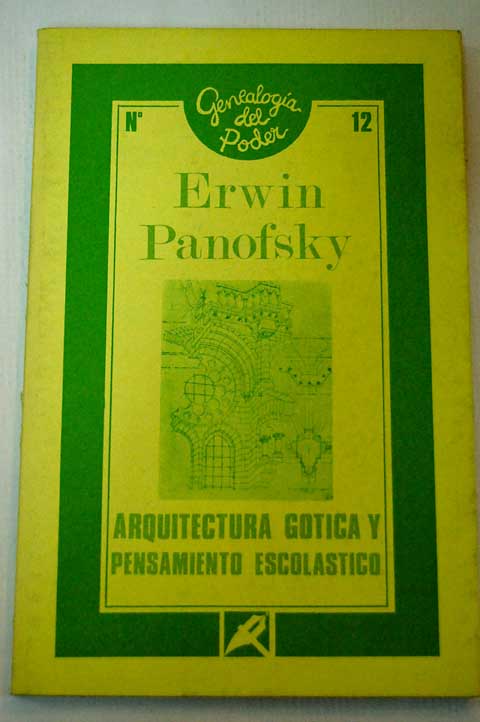 Genealogía
del
Poder
Nº 12
Erwin
Panofsky
ARQUITECTURA GOTICA Y
PENSAMIENTO ESCOLASTICO